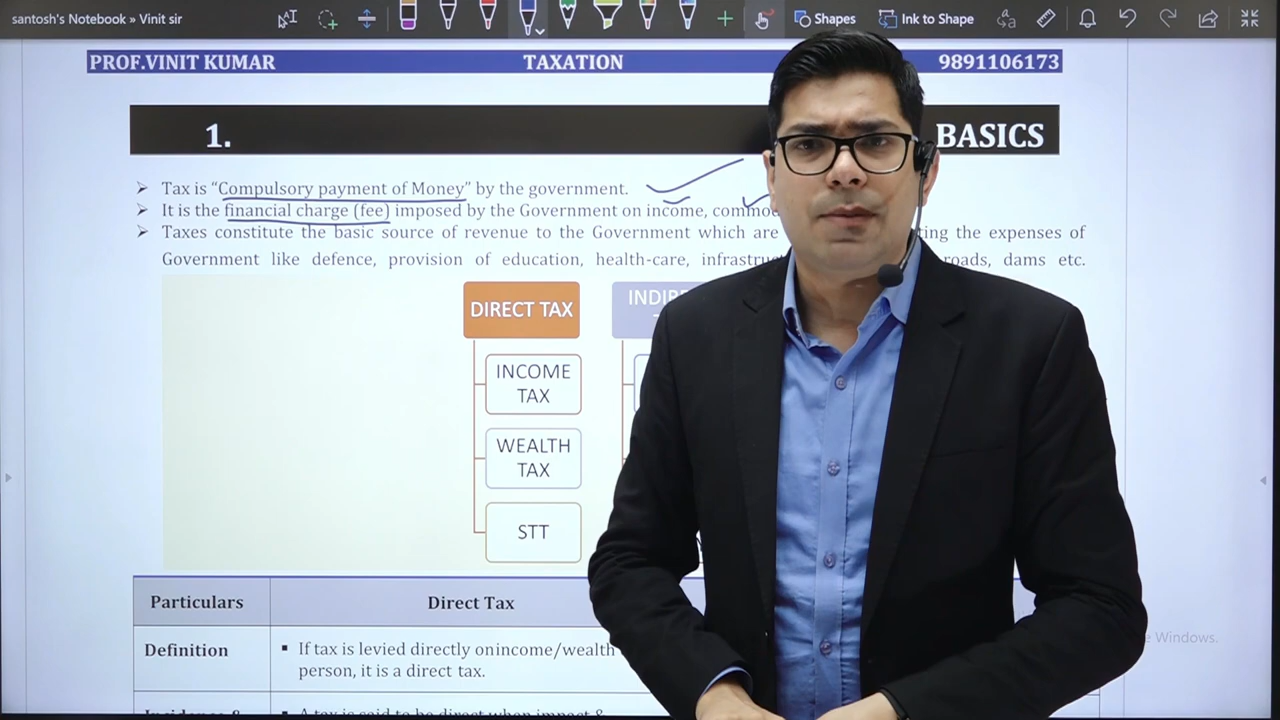 santosh's Notebook » Vinit sir
Shapes
Ink to Shape
PROF.VINIT KUMAR TAXATION 9891106173
1. BASICS
Tax is “Compulsory payment of Money” by the government.
It is the financial charge (fee) imposed by the Government on income,
Taxes constitute the basic source of revenue to the Government which are the expenses of
Government like defence, provision of education, health-care, roads, dams etc.
DIRECT TAX
INCOME
TAX
WEALTH
TAX
STT
Particulars Direct Tax
Definition ▪ If tax is levied directly onincome/wealth
person, it is a direct tax.